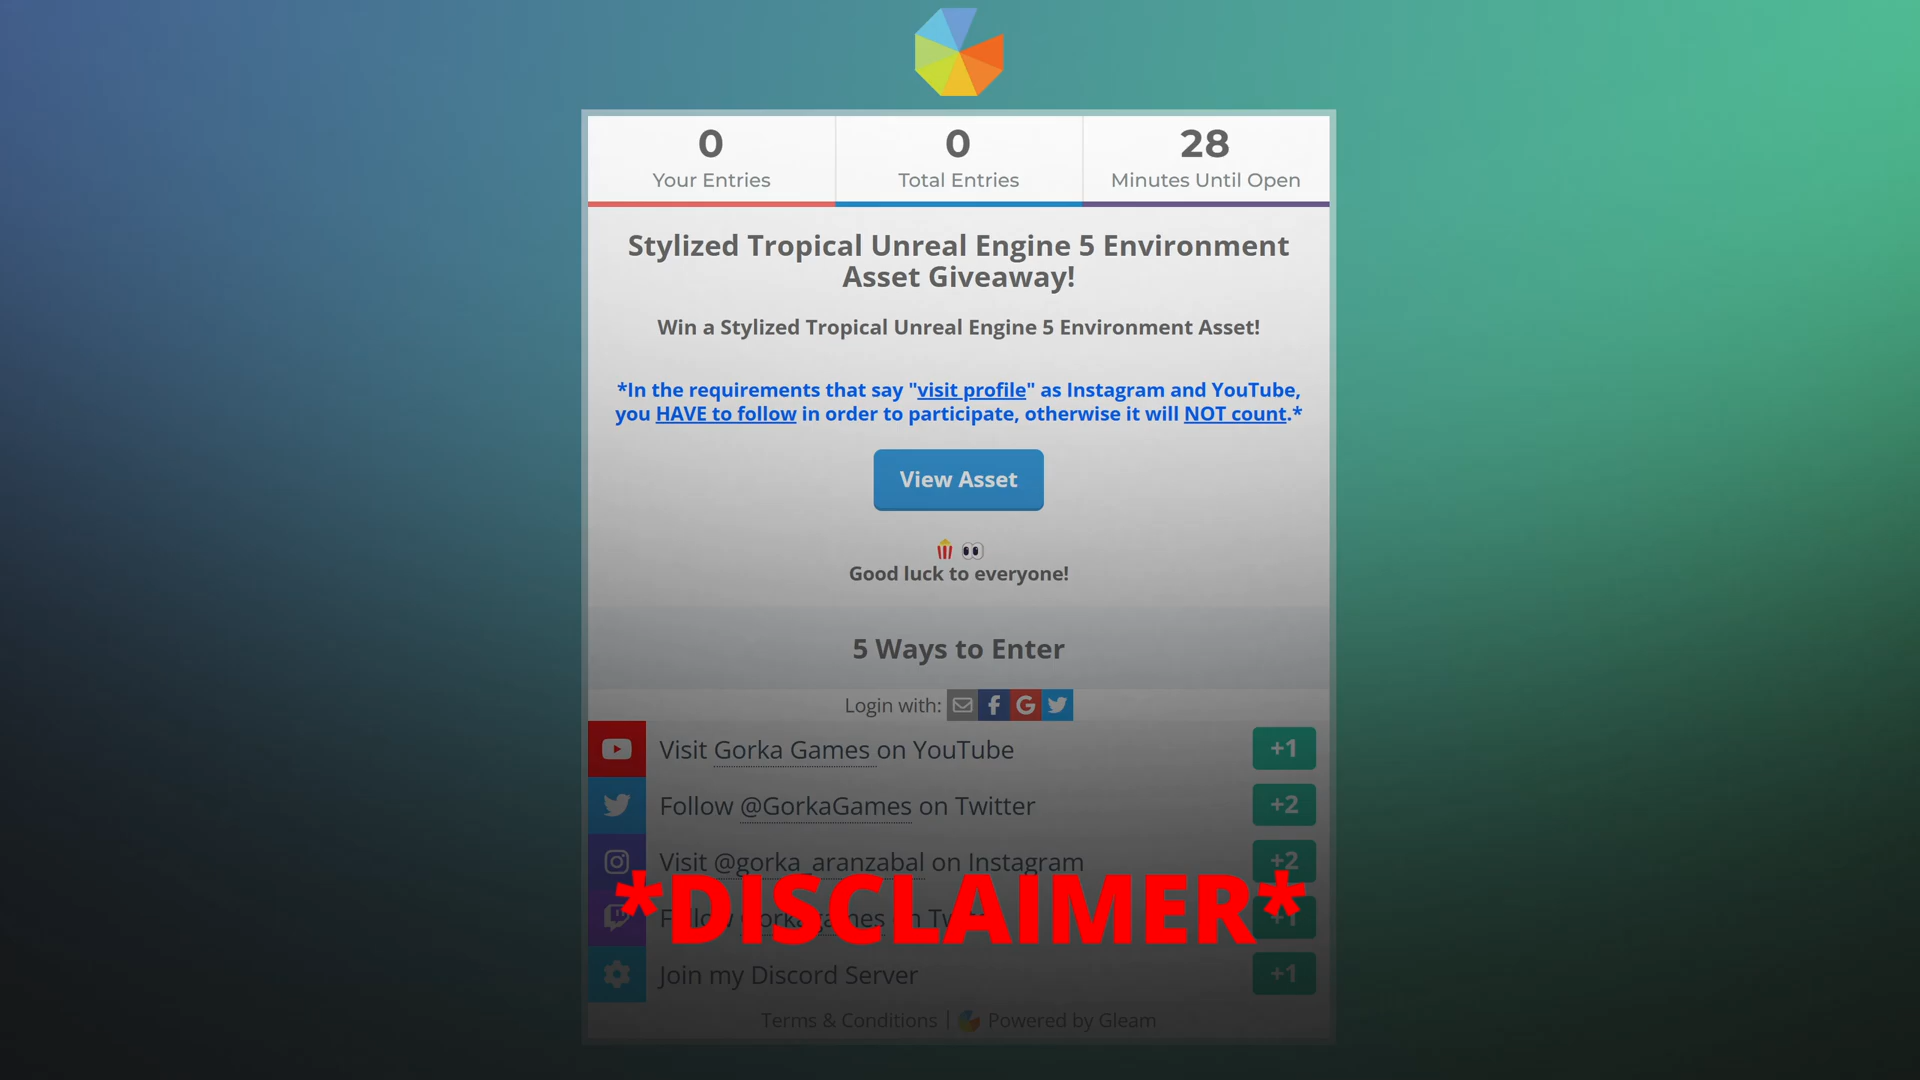 0
Your Entries
0
Total Entries
28
Minutes Until Open
Stylized Tropical Unreal Engine 5 Environment
Asset Giveaway!
Win a Stylized Tropical Unreal Engine 5 Environment Asset!
*In the requirements that say "visit profile" as Instagram and YouTube,
you HAVE to follow in order to participate, otherwise it will NOT count.*
View Asset
Good luck to everyone!
5 Ways to Enter
Login with:
Visit Gorka Games on YouTube +1
Follow @GorkaGames on Twitter +2
Visit @gorka_aranzabal on Instagram +2
*DISCLAIMER*
Follow Gorkagames on +1
Join my Discord Server +1
Terms & Conditions | Powered by Gleam